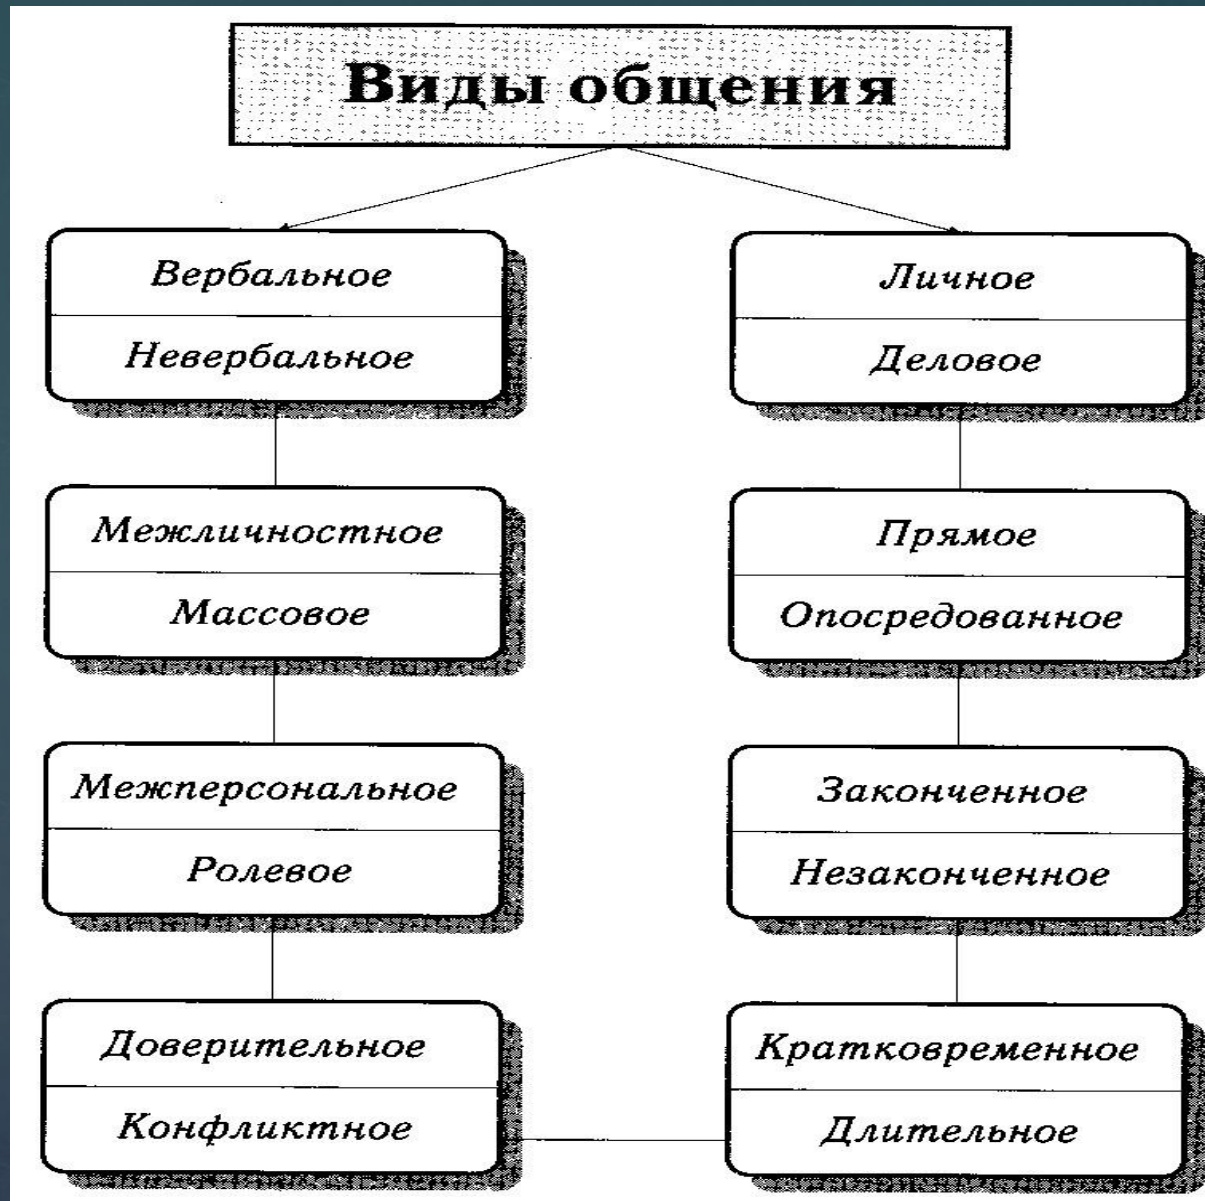 Виды общения
Вербальное
Невербальное
Межличностное
Массовое
Межперсональное
Ролевое
Доверительное
Конфликтное
Личное
Деловое
Прямое
Опосредованное
Законченное
Незаконченное
Кратковременное
Длительное